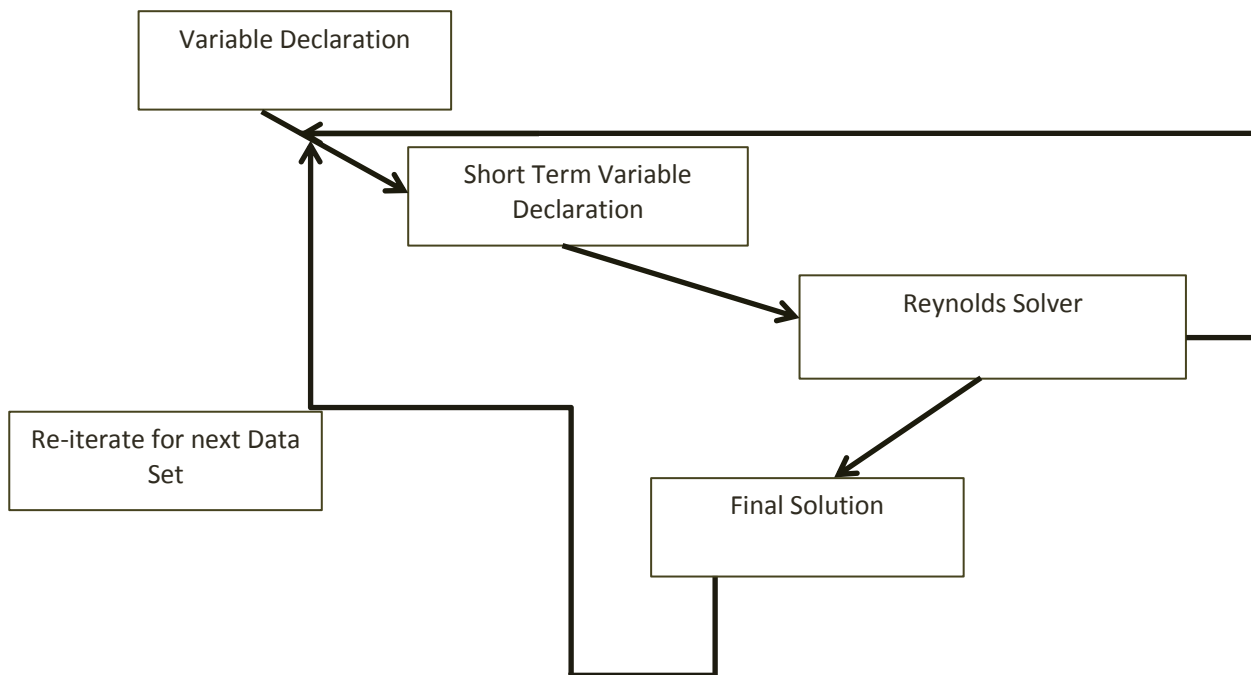 Variable Declaration
Short Term Variable
Declaration
Reynolds Solver
Re-iterate for next Data
Set
Final Solution